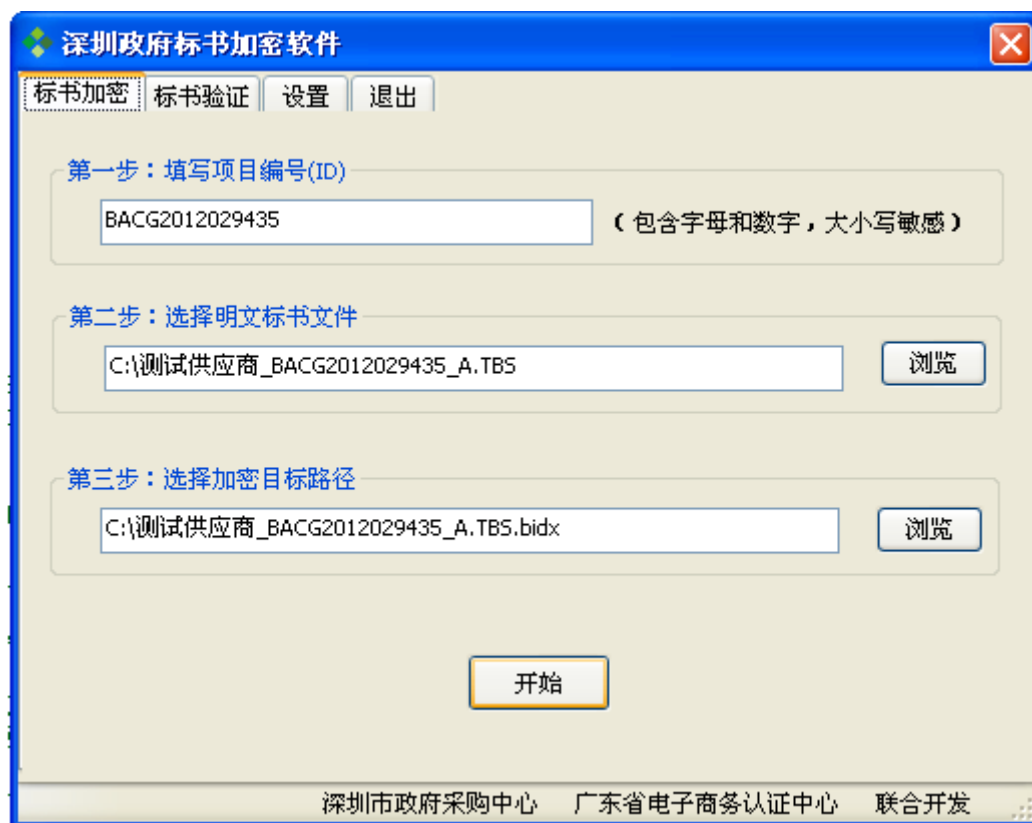 深圳政府标书加密软件
标书加密 标书验证 设置 退出
第一步：填写项目编号(ID)
BACG2012029435 （包含字母和数字，大小写敏感）
第二步：选择明文标书文件
C:\测试供应商_BACG2012029435_A.TBS 浏览
第三步：选择加密目标路径
C:\测试供应商_BACG2012029435_A.TBS.bidx 浏览
开始
深圳市政府采购中心 广东省电子商务认证中心 联合开发